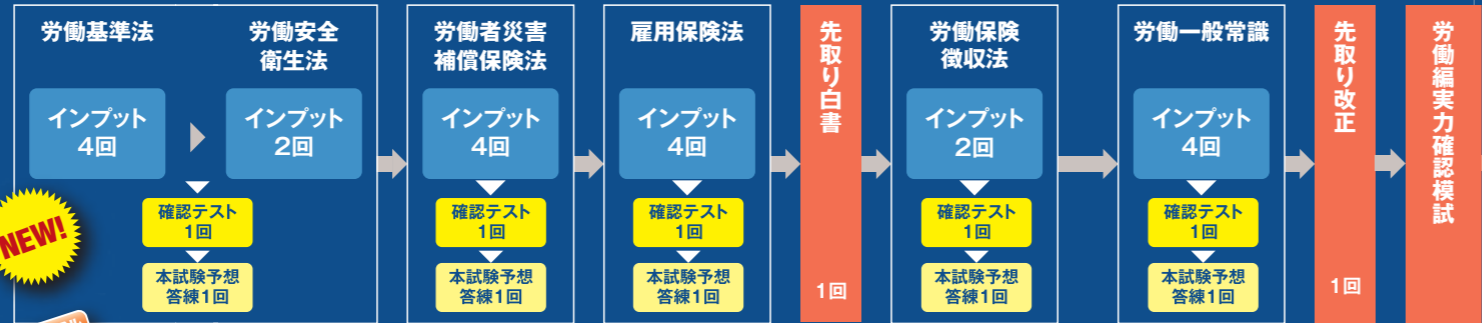 労働基準法
インプット
4回
労働安全
衛生法
インプット
2回
確認テスト
1回
本試験予想
答練1回
NEW!
労働者災害
補償保険法
インプット
4回
確認テスト
1回
本試験予想
答練1回
雇用保険法
インプット
4回
確認テスト
1回
本試験予想
答練1回
先取り白書
1回
労働保険
徴収法
インプット
2回
確認テスト
1回
本試験予想
答練1回
労働一般常識
インプット
4回
確認テスト
1回
本試験予想
答練1回
先取り改正
1回
労働編実力確認模試